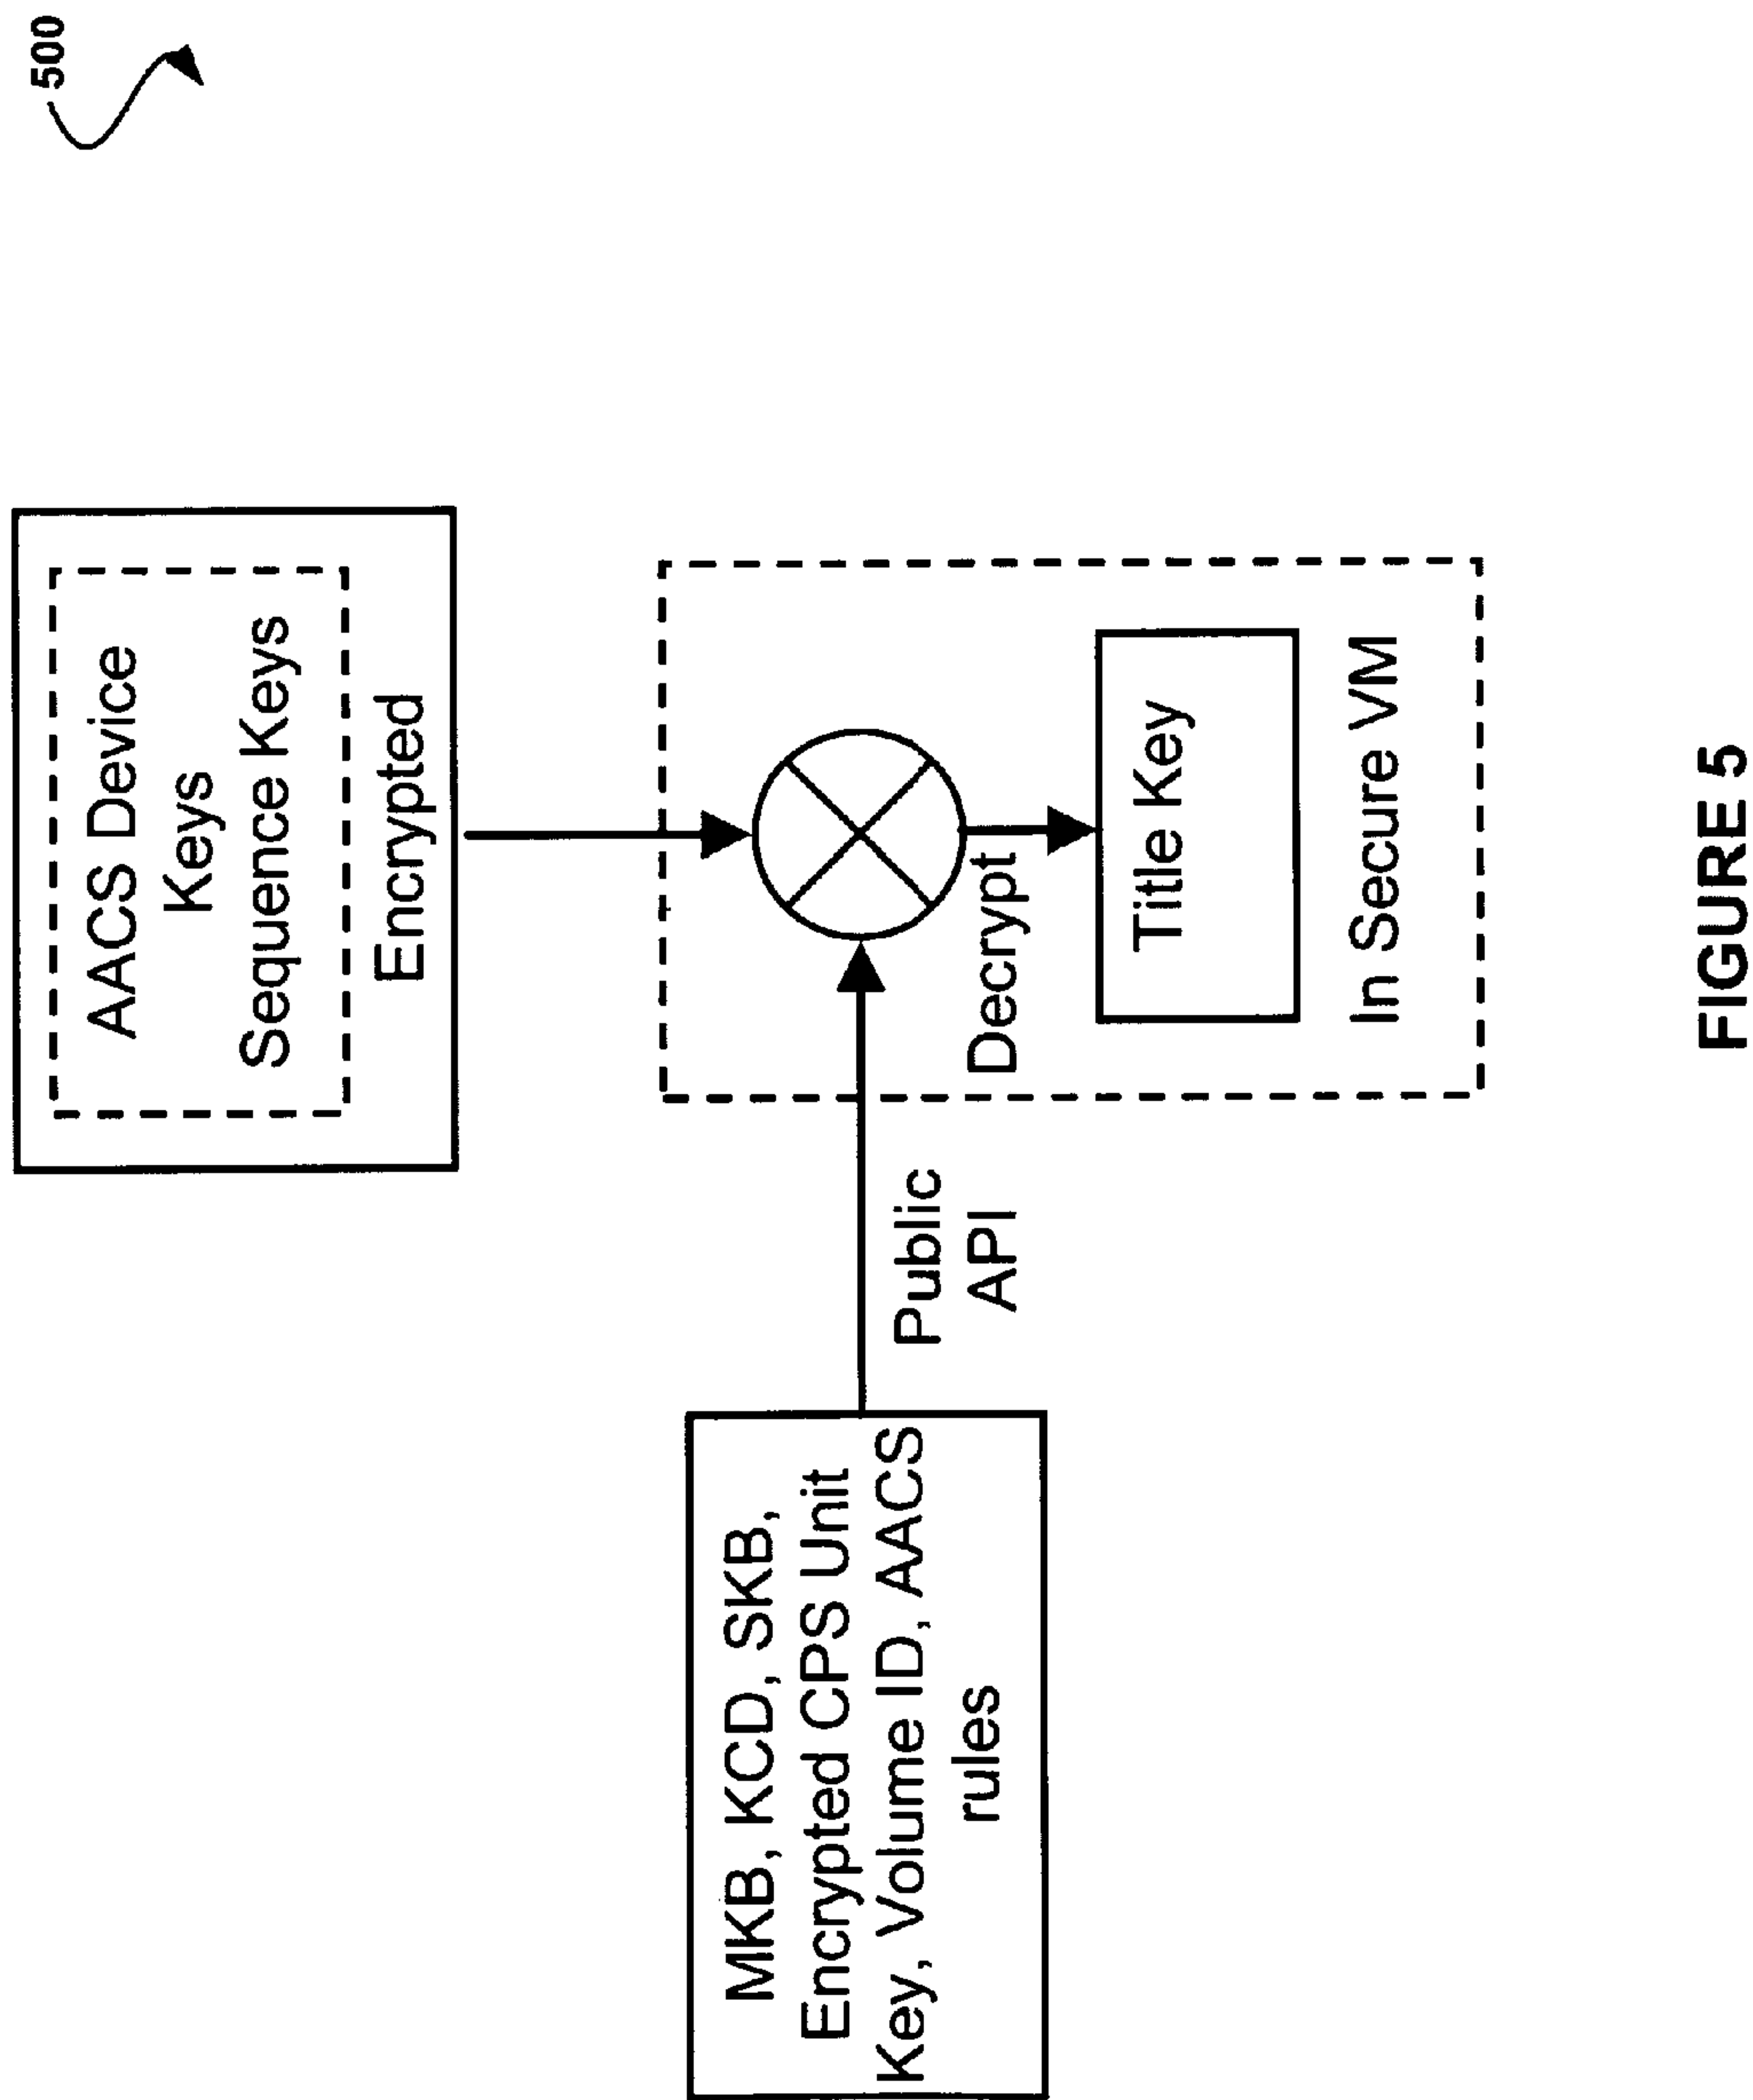 500
AACS Device
Keys
Sequence Keys
Encrypted
MKB, KCD, SKB,
Encrypted CPS Unit
Key, Volume ID, AACS
rules
Public
API
Decrypt
Title Key
In Secure VM
FIGURE 5